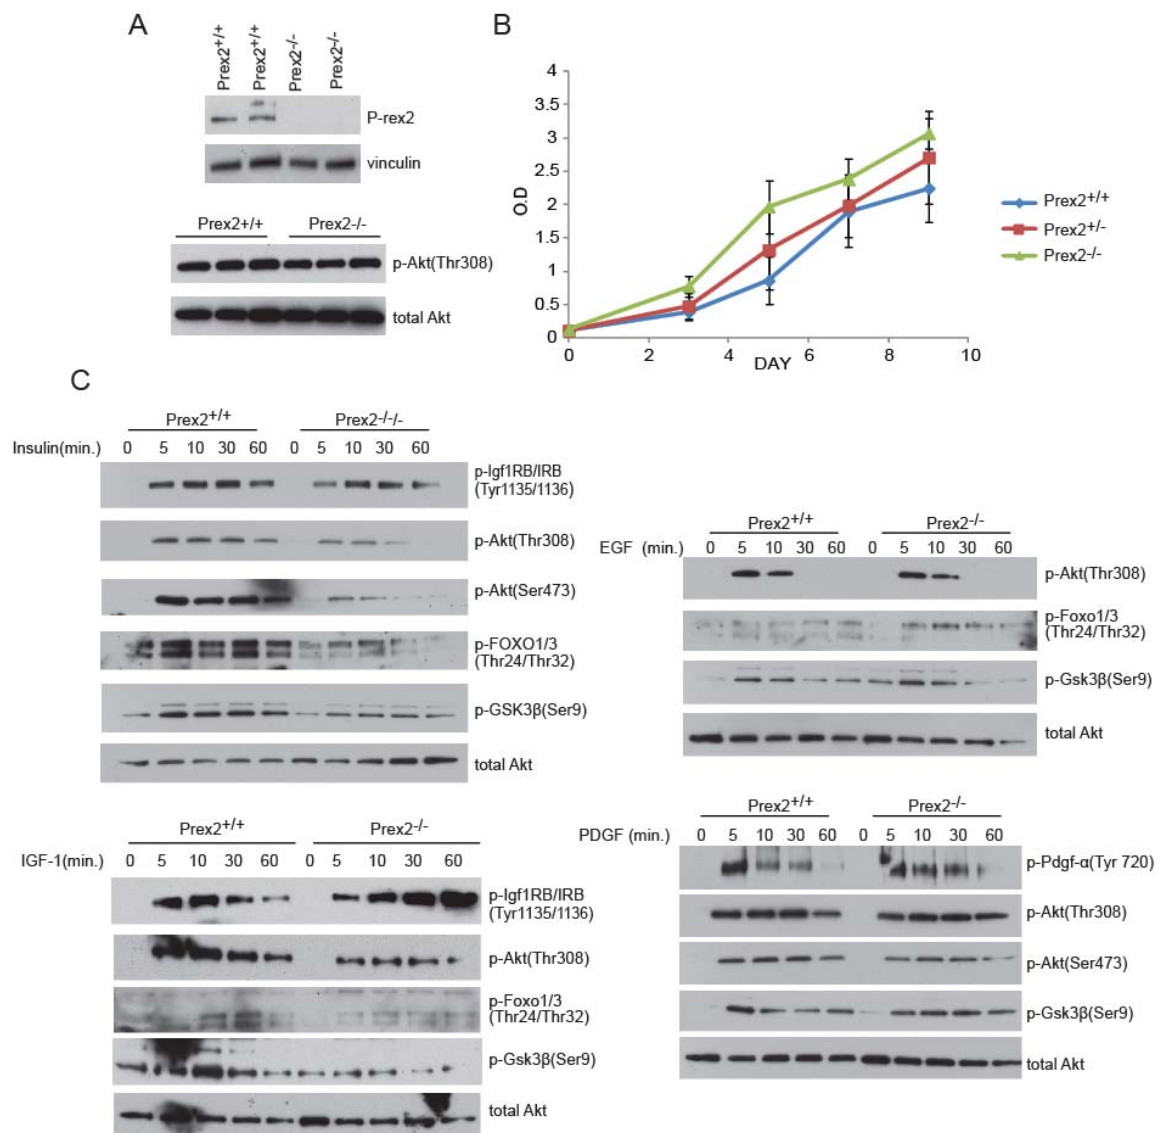 A
Prex2+/+
Prex2+/+
Prex2-/-
Prex2-/-
P-rex2
vinculin
Prex2+/+ Prex2-/-
p-Akt(Thr308)
total Akt
B
4
3.5
3
2.5
2
1.5
1
0.5
0
O.D
0 2 4 6 8 10
DAY
Prex2+/+
Prex2+/-
Prex2-/-
C
Prex2+/+ Prex2-/-/-
Insulin(min.) 0 5 10 30 60 0 5 10 30 60
p-Igf1RB/IRB
(Tyr1135/1136)
p-Akt(Thr308)
p-Akt(Ser473)
p-FOXO1/3
(Thr24/Thr32)
p-GSK3β(Ser9)
total Akt
Prex2+/+ Prex2-/-
EGF (min.) 0 5 10 30 60 0 5 10 30 60
p-Akt(Thr308)
p-Foxo1/3
(Thr24/Thr32)
p-Gsk3β(Ser9)
total Akt
Prex2+/+ Prex2-/-
IGF-1(min.) 0 5 10 30 60 0 5 10 30 60
p-Igf1RB/IRB
(Tyr1135/1136)
p-Akt(Thr308)
p-Foxo1/3
(Thr24/Thr32)
p-Gsk3β(Ser9)
total Akt
Prex2+/+ Prex2-/-
PDGF (min.) 0 5 10 30 60 0 5 10 30 60
p-Pdgf-α(Tyr 720)
p-Akt(Thr308)
p-Akt(Ser473)
p-Gsk3β(Ser9)
total Akt